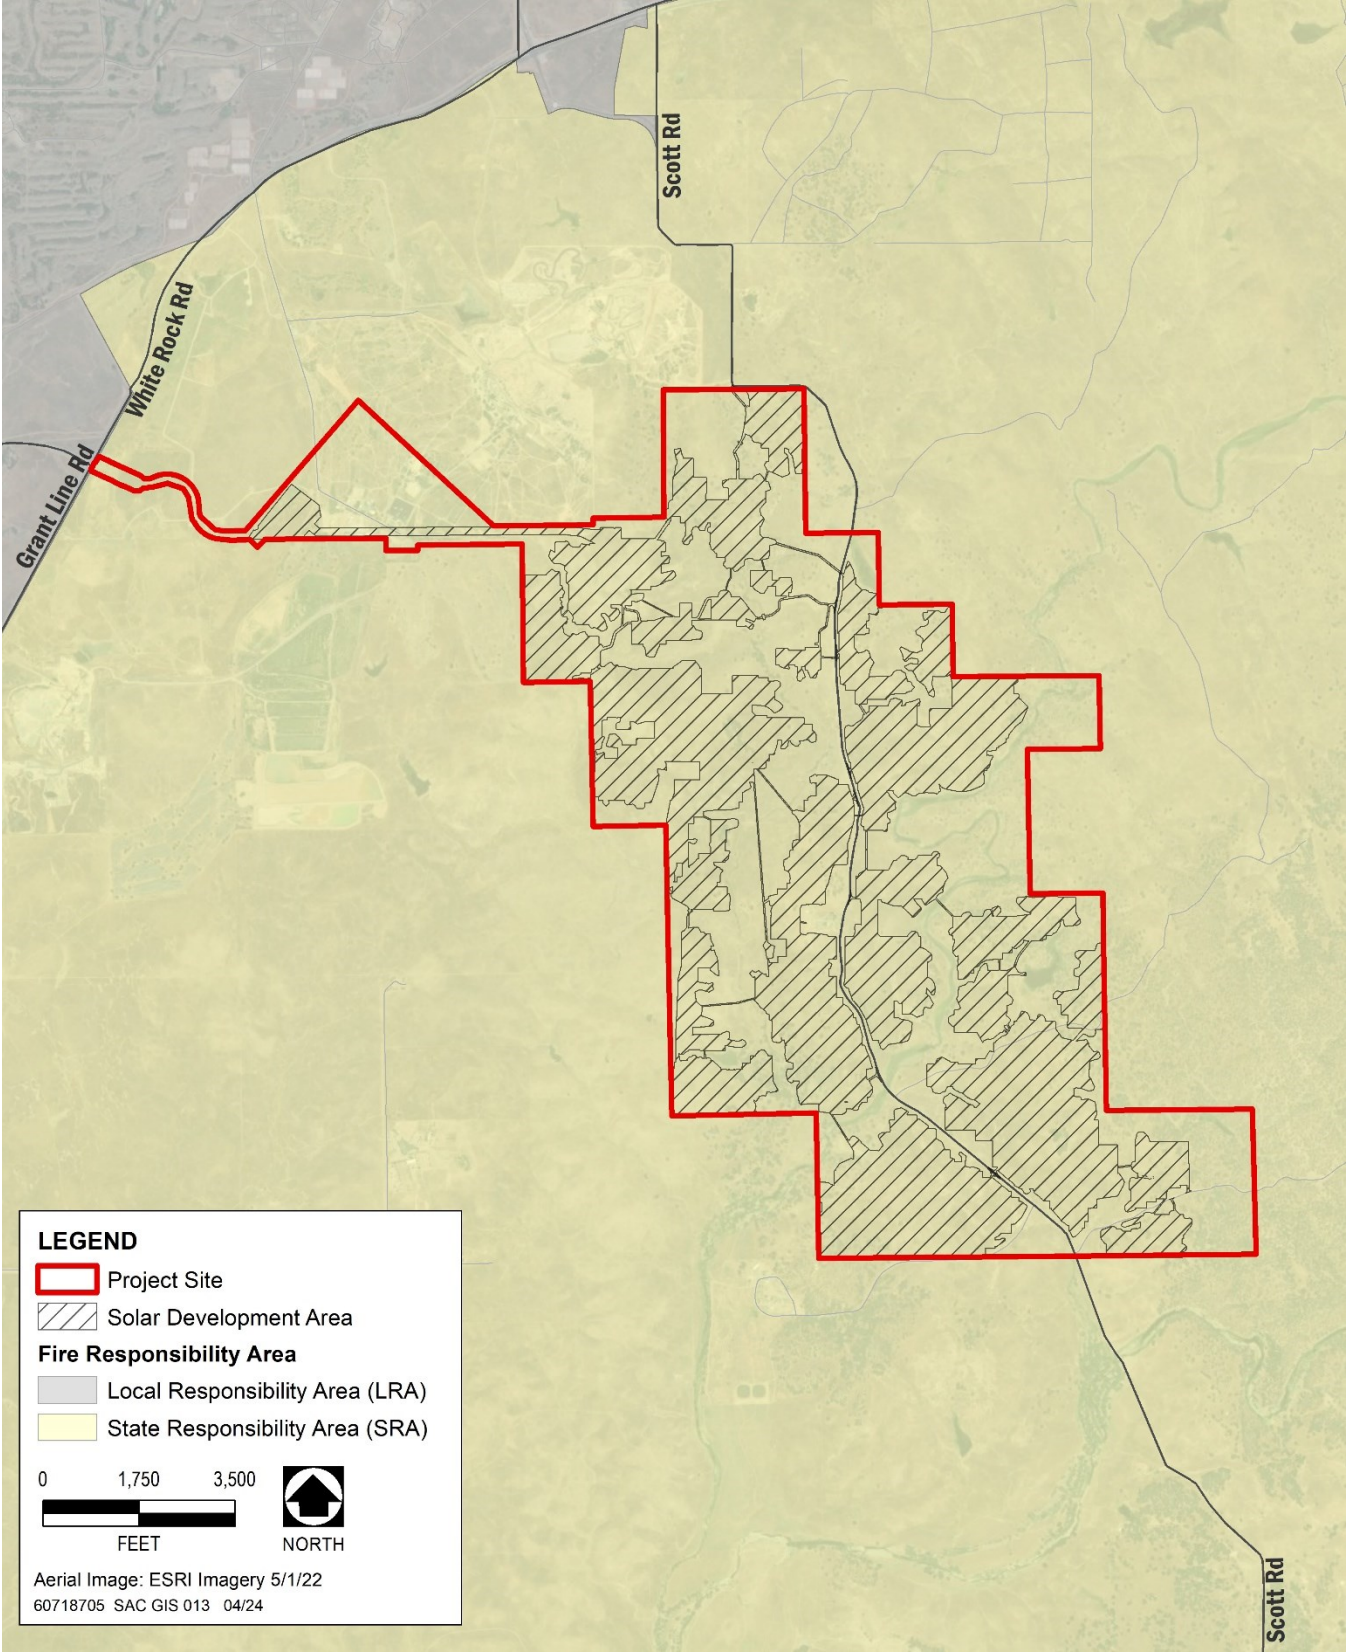 Scott Rd
White Rock Rd
Grant Line Rd
LEGEND
Project Site
Solar Development Area
Fire Responsibility Area
Local Responsibility Area (LRA)
State Responsibility Area (SRA)
0 1,750 3,500
FEET
NORTH
Aerial Image: ESRI Imagery 5/1/22
60718705 SAC GIS 013 04/24
Scott Rd